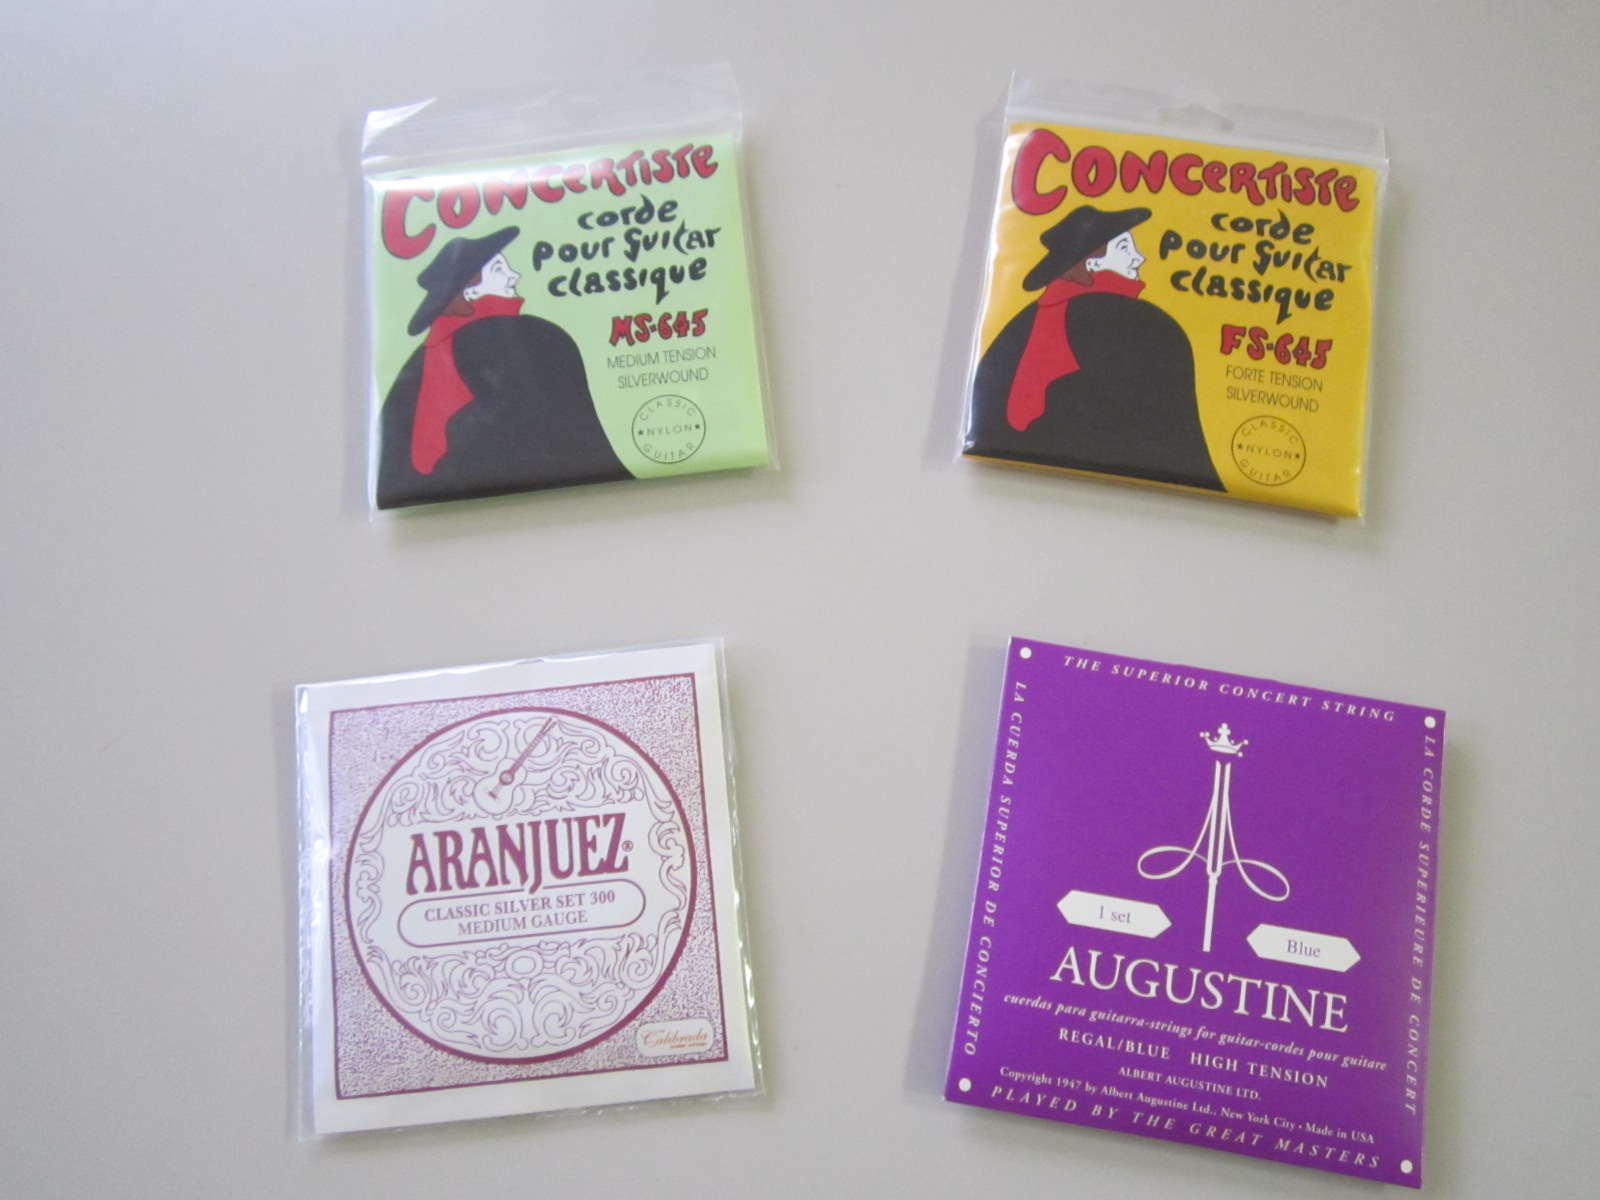 CONCERTISTE
corde
pour guitar
classique
MS-645
MEDIUM TENSION
SILVERWOUND
CLASSIC
★NYLON★
GUITAR
CONCERTISTE
corde
pour guitar
classique
FS-645
FORTE TENSION
SILVERWOUND
CLASSIC
★NYLON★
GUITAR
ARANJUEZ®
CLASSIC SILVER SET 300
MEDIUM GAUGE
Calibrada
THE SUPERIOR CONCERT STRING
LA CUERDA SUPERIOR DE CONCIERTO
LA CORDE SUPERIEURE DE CONCERT
1 set
Blue
AUGUSTINE
cuerdas para guitarra-strings for guitar-cordes pour guitare
REGAL/BLUE HIGH TENSION
ALBERT AUGUSTINE LTD.
Copyright 1947 by Albert Augustine Ltd., New York City • Made in USA
PLAYED BY THE GREAT MASTERS